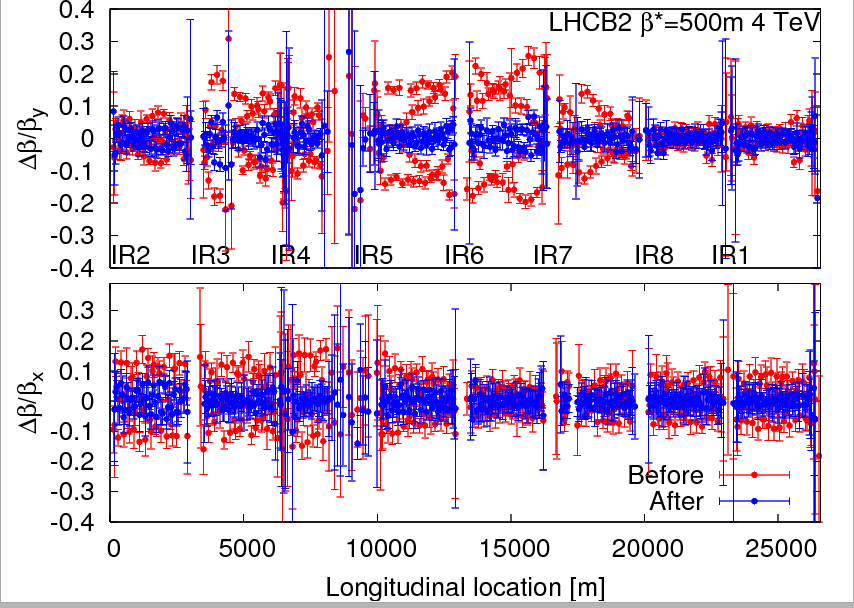 0.4
LHCB2 β*=500m 4 TeV
0.3
0.2
0.1
0
-0.1
-0.2
-0.3
-0.4
Δβ/βy
IR2 IR3 IR4 IR5 IR6 IR7 IR8 IR1
0.3
0.2
0.1
0
-0.1
-0.2
-0.3
-0.4
Δβ/βx
Before
After
0 5000 10000 15000 20000 25000
Longitudinal location [m]